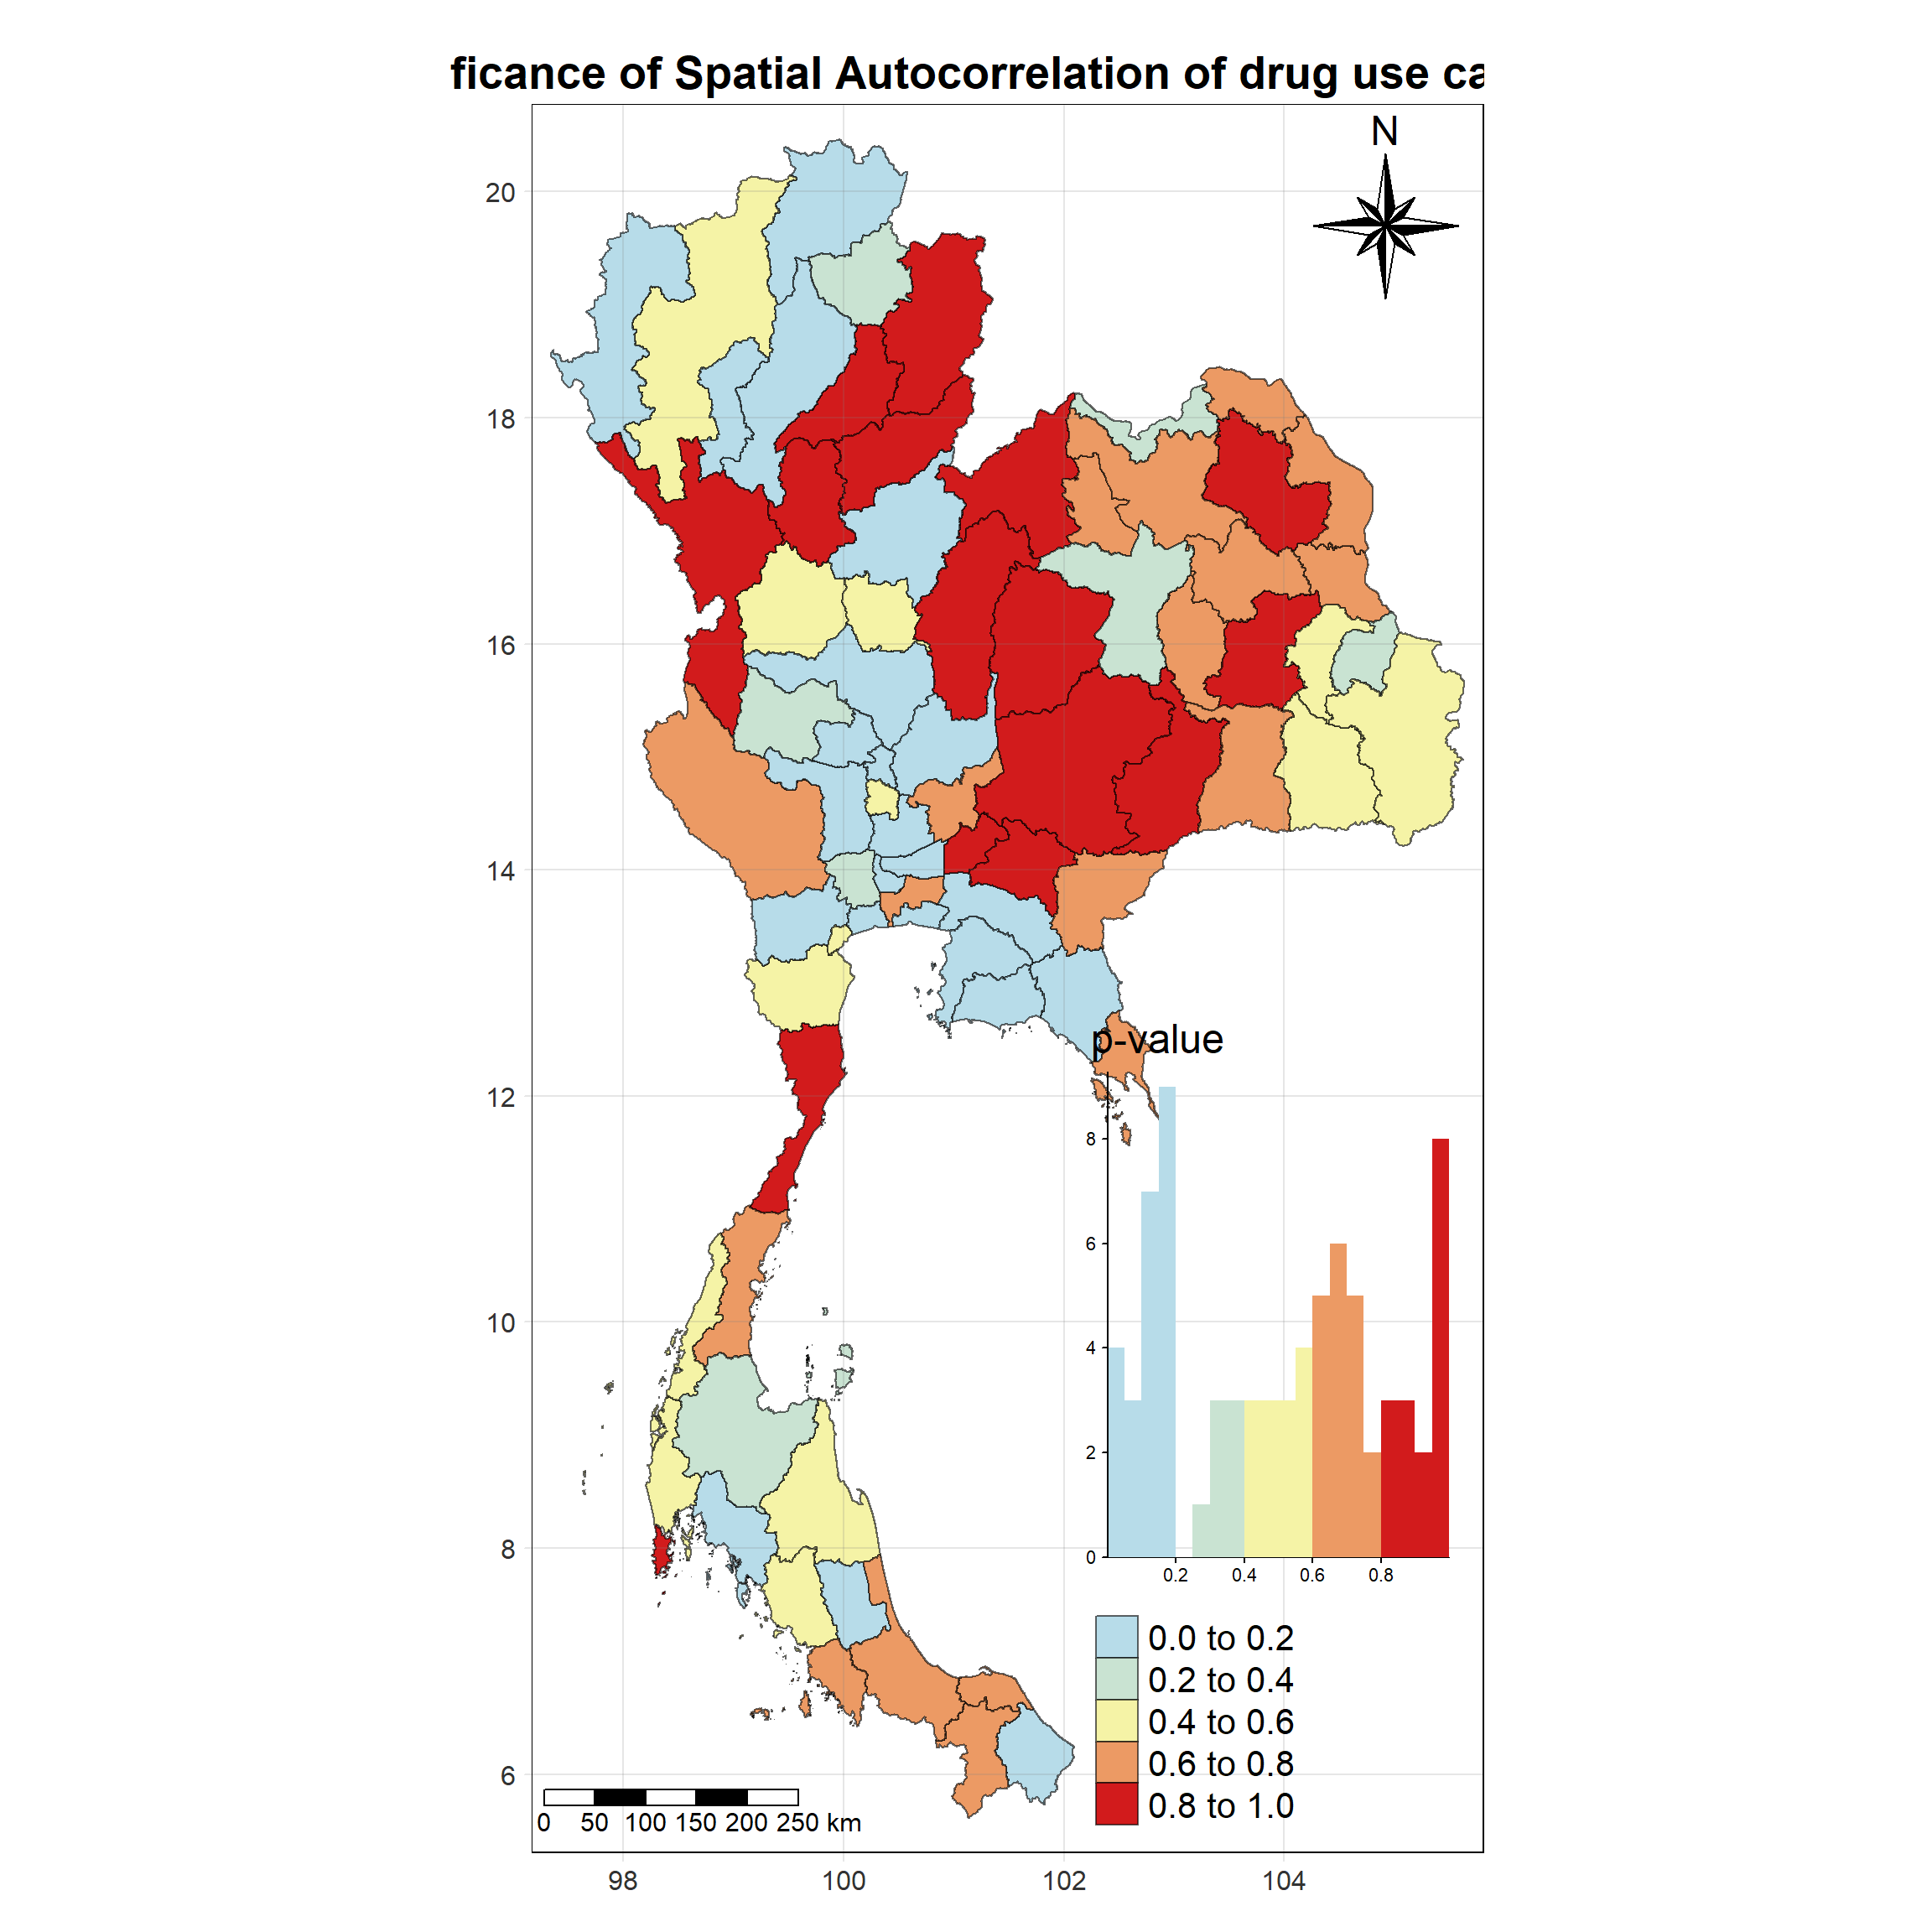 ficance of Spatial Autocorrelation of drug use ca
N
20
18
16
14
12
10
8
6
98 100 102 104
p-value
8
6
4
2
0
0.2 0.4 0.6 0.8
0.0 to 0.2
0.2 to 0.4
0.4 to 0.6
0.6 to 0.8
0.8 to 1.0
0 50 100 150 200 250 km